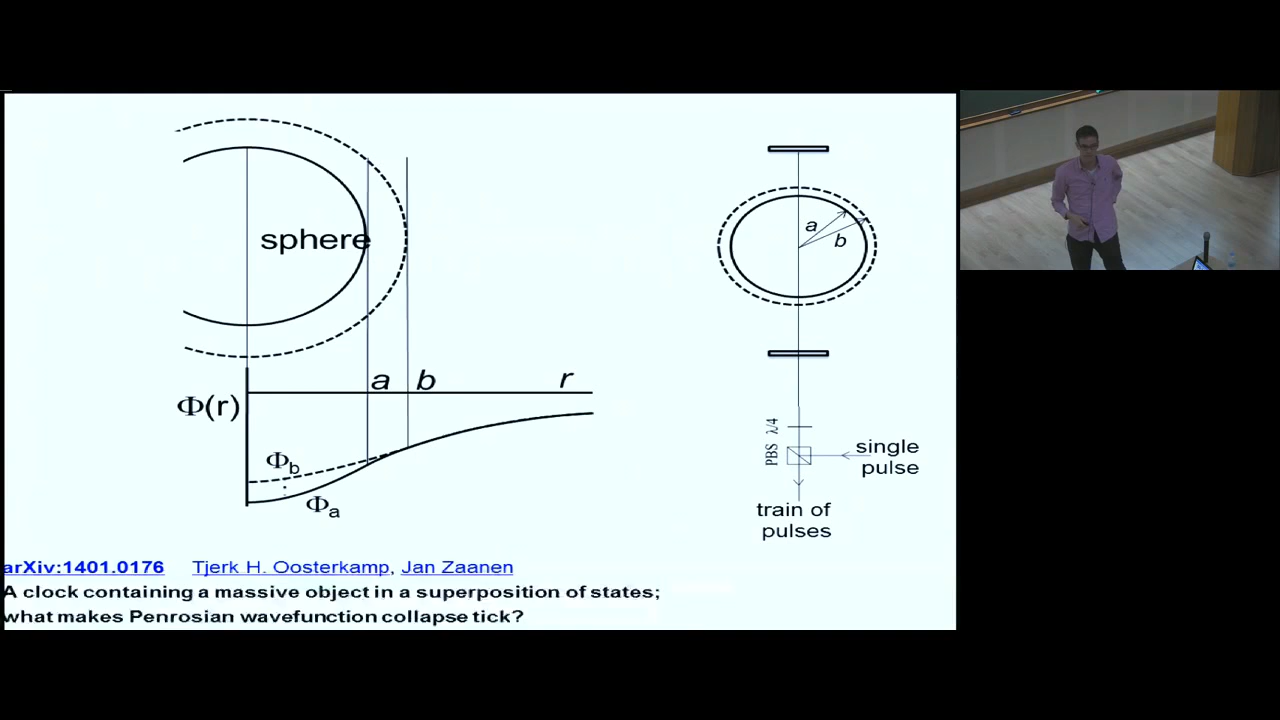 sphere
a
b
r
Φ(r)
Φb
Φa
a
b
PBS λ/4
single
pulse
train of
pulses
arXiv:1401.0176 Tjerk H. Oosterkamp, Jan Zaanen
A clock containing a massive object in a superposition of states;
what makes Penrosian wavefunction collapse tick?